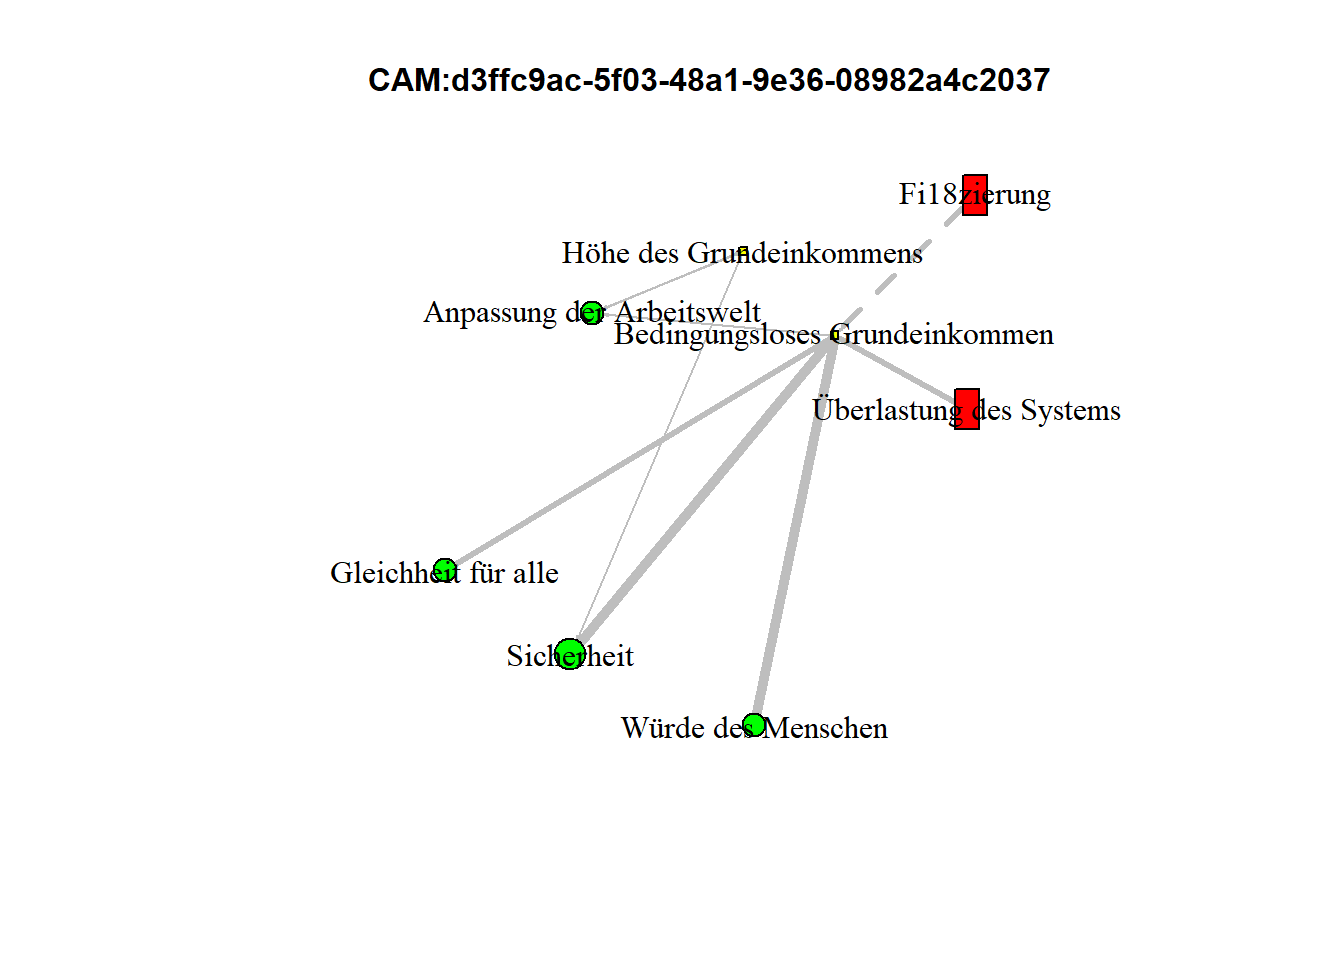 CAM:d3ffc9ac-5f03-48a1-9e36-08982a4c2037
Fi18zierung
Höhe des Grundeinkommens
Anpassung der Arbeitswelt
Bedingungsloses Grundeinkommen
Überlastung des Systems
Gleichheit für alle
Sicherheit
Würde des Menschen